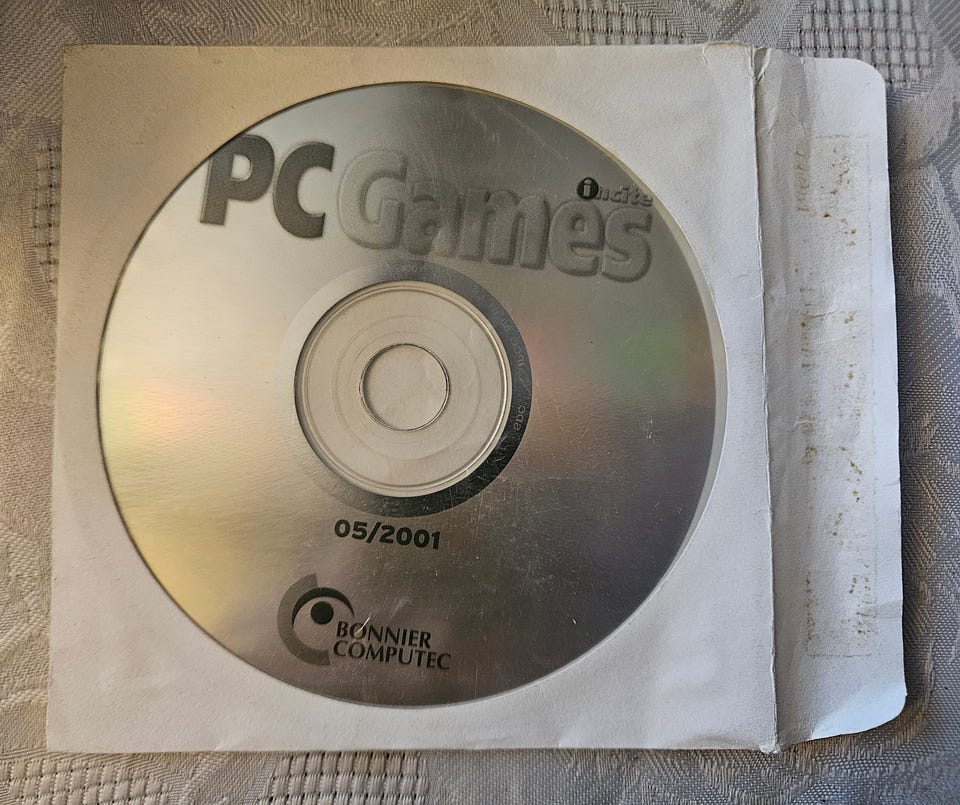 PC Games
incite
05/2001
BONNIER
COMPUTEC